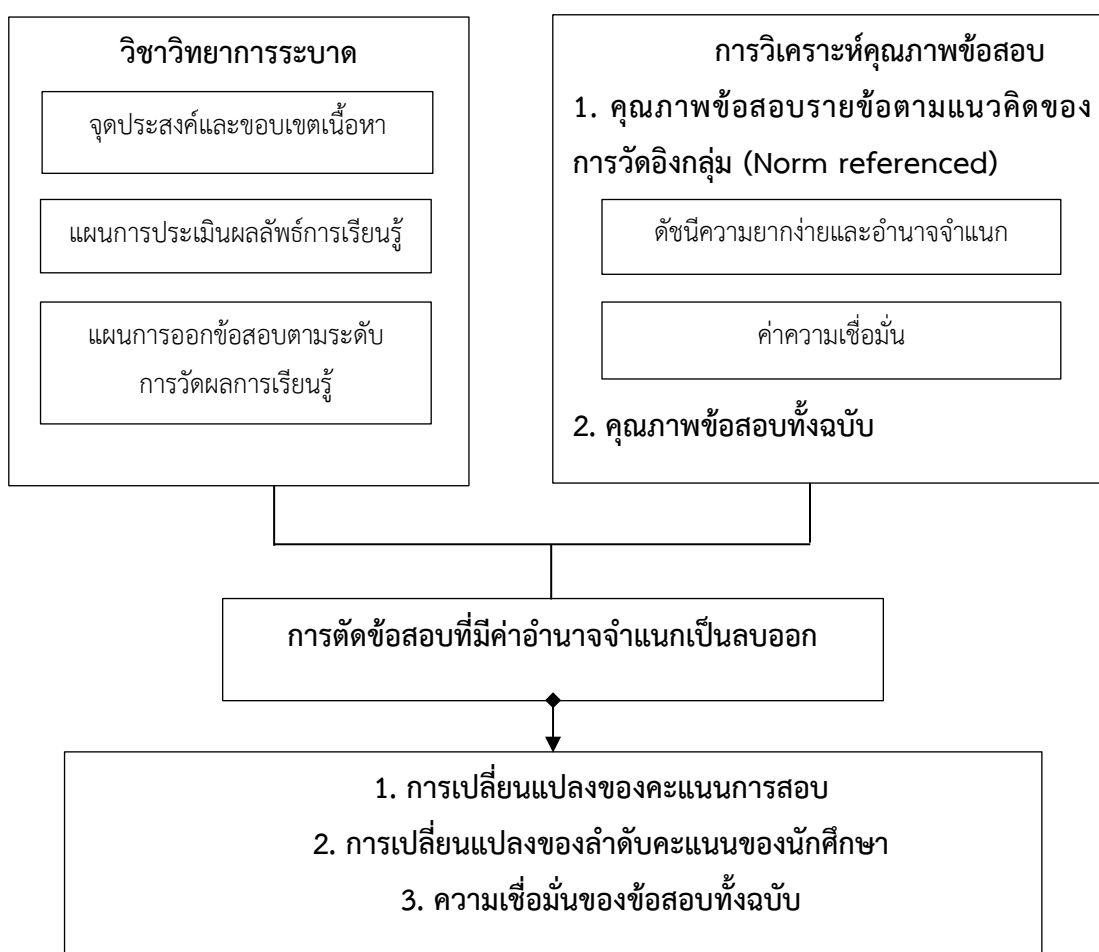 วิชาวิทยาการระบาด
จุดประสงค์และขอบเขตเนื้อหา
แผนการประเมินผลลัพธ์การเรียนรู้
แผนการออกข้อสอบตามระดับ
การวัดผลการเรียนรู้
การวิเคราะห์คุณภาพข้อสอบ
1. คุณภาพข้อสอบรายข้อตามแนวคิดของ
การวัดอิงกลุ่ม (Norm referenced)
ดัชนีความยากง่ายและอำนาจจำแนก
ค่าความเชื่อมั่น
2. คุณภาพข้อสอบทั้งฉบับ
การตัดข้อสอบที่มีค่าอำนาจจำแนกเป็นลบออก
1. การเปลี่ยนแปลงของคะแนนการสอบ
2. การเปลี่ยนแปลงของลำดับคะแนนของนักศึกษา
3. ความเชื่อมั่นของข้อสอบทั้งฉบับ